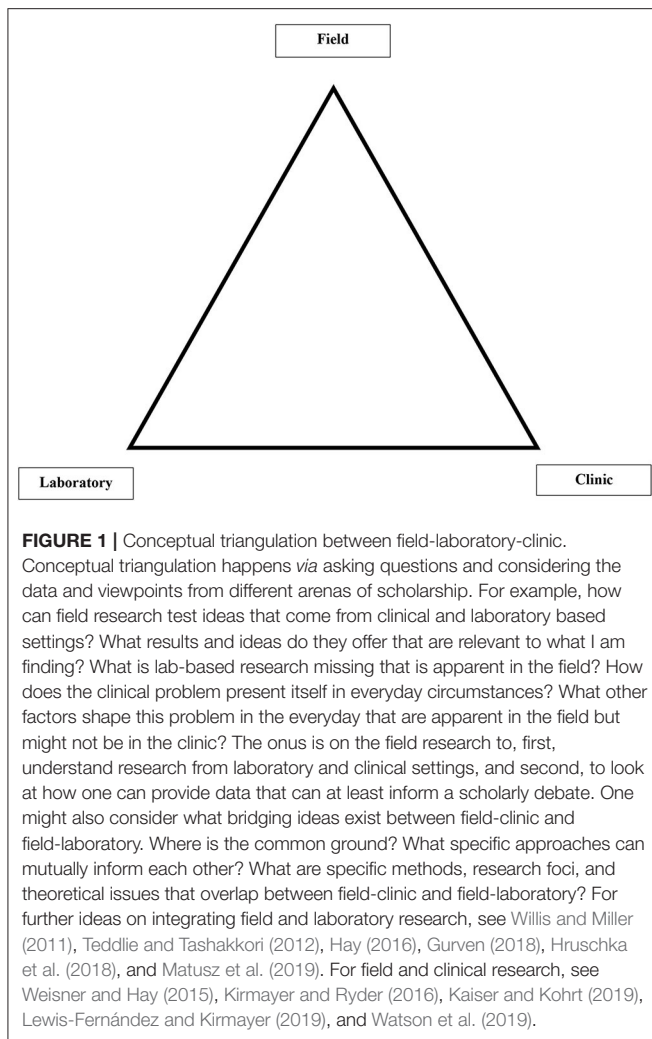 Field
Laboratory
Clinic
FIGURE 1 | Conceptual triangulation between field-laboratory-clinic.
Conceptual triangulation happens via asking questions and considering the
data and viewpoints from different arenas of scholarship. For example, how
can field research test ideas that come from clinical and laboratory based
settings? What results and ideas do they offer that are relevant to what I am
finding? What is lab-based research missing that is apparent in the field? How
does the clinical problem present itself in everyday circumstances? What other
factors shape this problem in the everyday that are apparent in the field but
might not be in the clinic? The onus is on the field research to, first,
understand research from laboratory and clinical settings, and second, to look
at how one can provide data that can at least inform a scholarly debate. One
might also consider what bridging ideas exist between field-clinic and
field-laboratory. Where is the common ground? What specific approaches can
mutually inform each other? What are specific methods, research foci, and
theoretical issues that overlap between field-clinic and field-laboratory? For
further ideas on integrating field and laboratory research, see Willis and Miller
(2011), Teddlie and Tashakkori (2012), Hay (2016), Gurven (2018), Hruschka
et al. (2018), and Matusz et al. (2019). For field and clinical research, see
Weisner and Hay (2015), Kirmayer and Ryder (2016), Kaiser and Kohrt (2019),
Lewis-Fernández and Kirmayer (2019), and Watson et al. (2019).